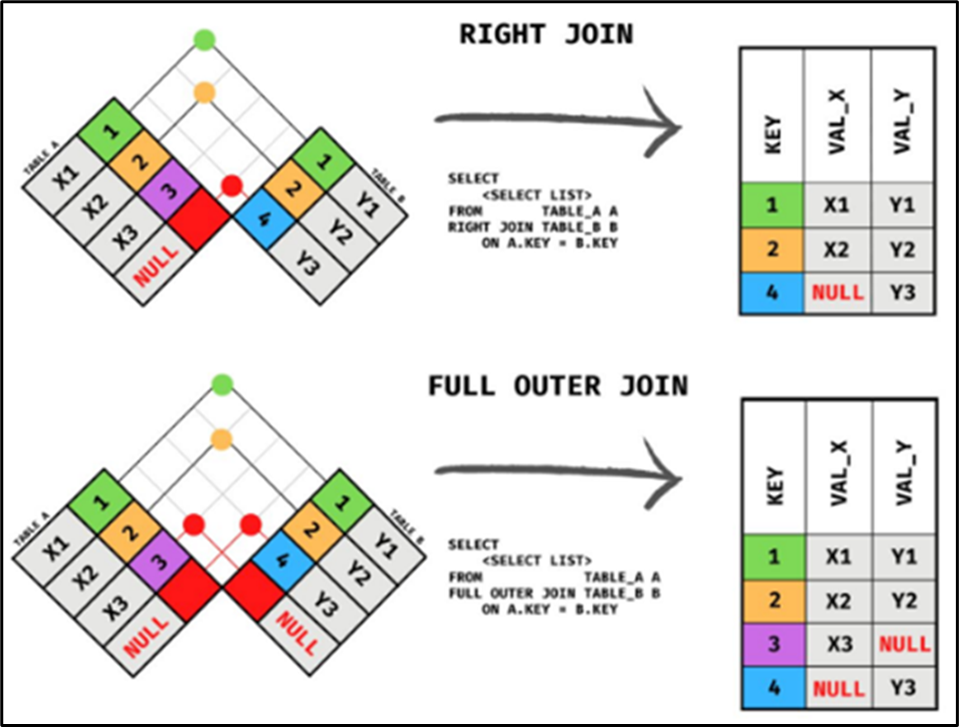 RIGHT JOIN
TABLE A
1
2
3
X1
X2
X3
NULL
TABLE B
1
2
4
Y1
Y2
Y3
SELECT
<SELECT LIST>
FROM TABLE_A A
RIGHT JOIN TABLE_B B
ON A.KEY = B.KEY
KEY VAL_X VAL_Y
1 X1 Y1
2 X2 Y2
4 NULL Y3
FULL OUTER JOIN
TABLE A
1
2
3
X1
X2
X3
NULL
TABLE B
1
2
4
Y1
Y2
Y3
NULL
SELECT
<SELECT LIST>
FROM TABLE_A A
FULL OUTER JOIN TABLE_B B
ON A.KEY = B.KEY
KEY VAL_X VAL_Y
1 X1 Y1
2 X2 Y2
3 X3 NULL
4 NULL Y3